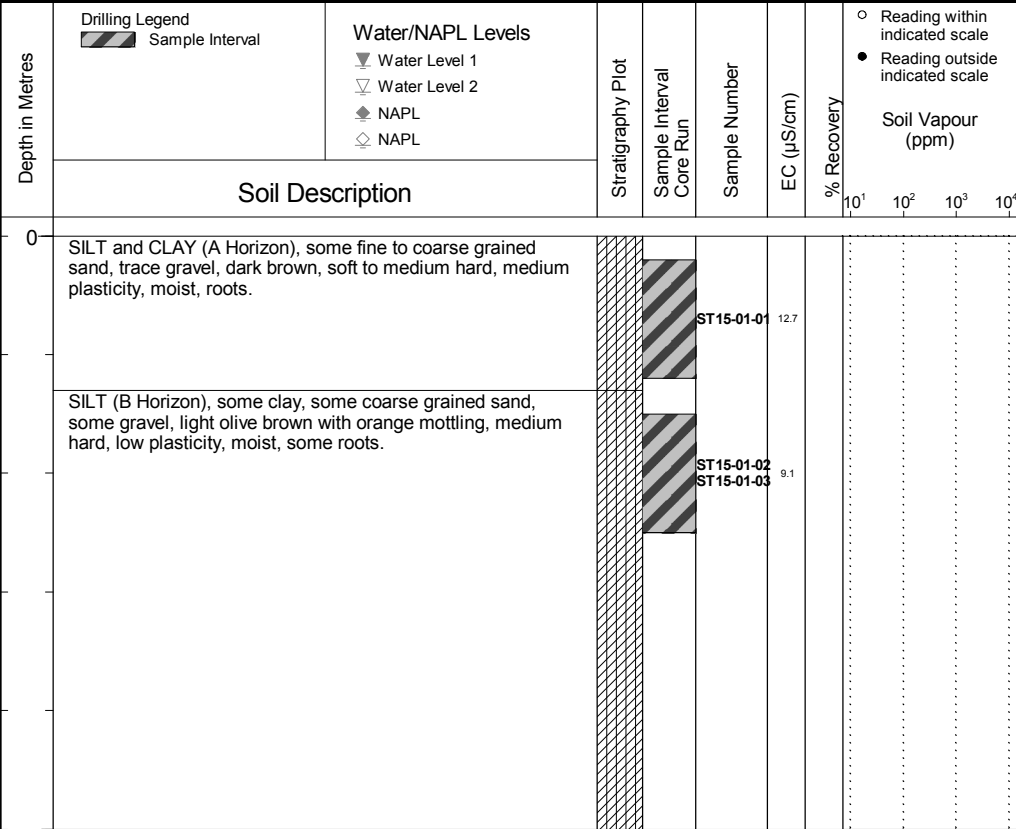 Drilling Legend
Sample Interval
Water/NAPL Levels
Water Level 1
Water Level 2
NAPL
NAPL
Depth in Metres
Soil Description
Stratigraphy Plot
Sample Interval
Core Run
Sample Number
EC (µS/cm)
% Recovery
Reading within
indicated scale
Reading outside
indicated scale
Soil Vapour
(ppm)
10¹ 10² 10³ 10⁴
0
SILT and CLAY (A Horizon), some fine to coarse grained
sand, trace gravel, dark brown, soft to medium hard, medium
plasticity, moist, roots.
ST15-01-01 12.7
SILT (B Horizon), some clay, some coarse grained sand,
some gravel, light olive brown with orange mottling, medium
hard, low plasticity, moist, some roots.
ST15-01-02
ST15-01-03
9.1